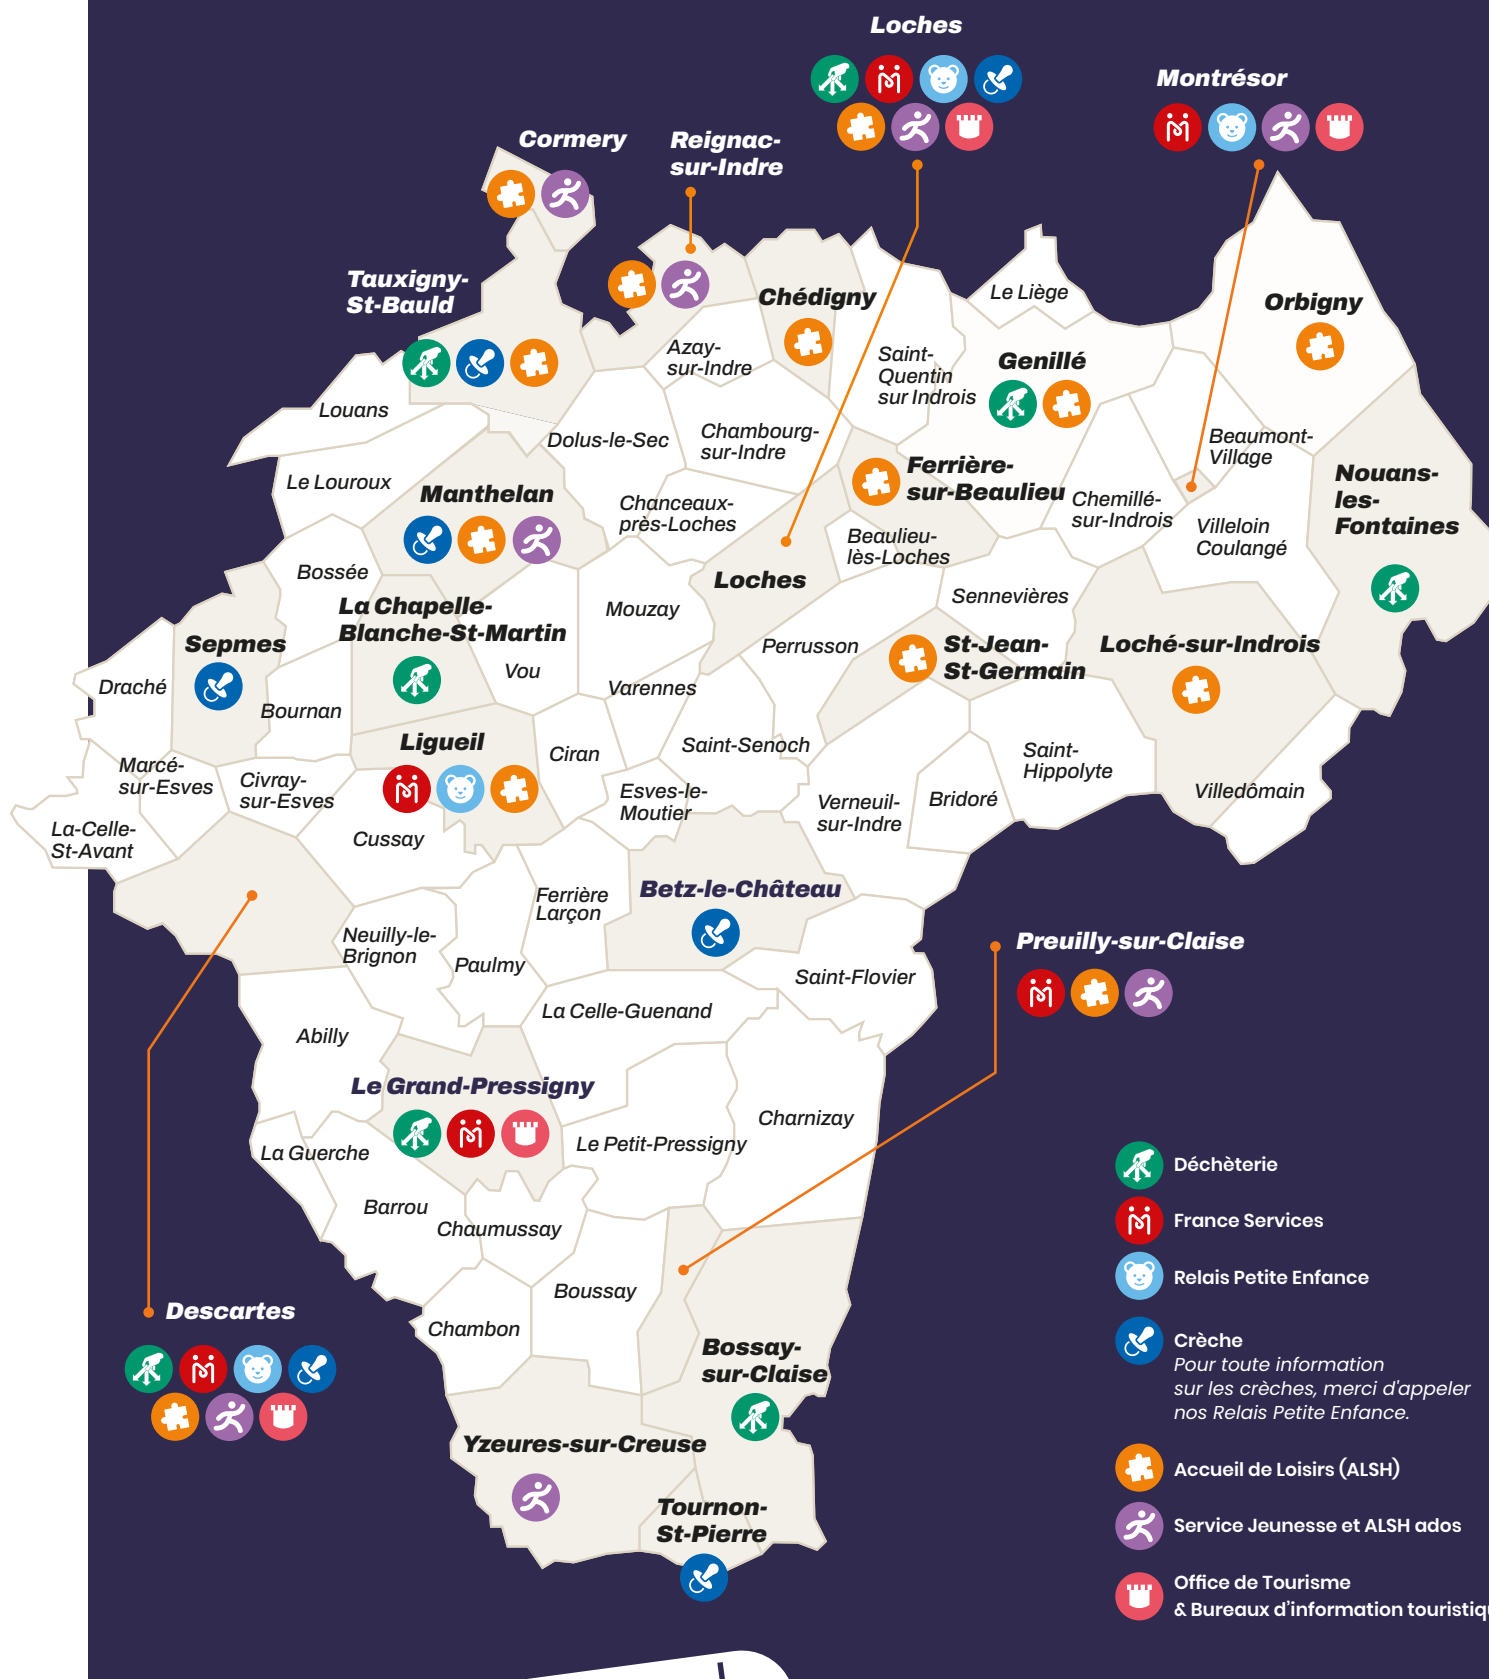 Loches
Montrésor
Cormery
Reignac-
sur-Indre
Tauxigny-
St-Bauld
Chédigny
Le Liège
Orbigny
Azay-
sur-Indre
Saint-
Quentin
sur Indrois
Genillé
Louans
Dolus-le-Sec
Chambourg-
sur-Indre
Beaumont-
Village
Le Louroux
Manthelan
Ferrière-
sur-Beaulieu
Nouans-
les-
Fontaines
Chanceaux-
près-Loches
Chemillé-
sur-Indrois
Villeloin
Coulangé
Beaulieu-
lès-Loches
Bossée
Loches
La Chapelle-
Blanche-St-Martin
Mouzay
Sennevières
Sepmes
Perrusson
St-Jean-
St-Germain
Loché-sur-Indrois
Draché
Vou
Varennes
Bournan
Ligueil
Ciran
Saint-Senoch
Saint-
Hippolyte
Marcé-
sur-Esves
Civray-
sur-Esves
Esves-le-
Moutier
Verneuil-
sur-Indre
Bridoré
Villedômain
La-Celle-
St-Avant
Cussay
Ferrière
Larçon
Betz-le-Château
Neuilly-le-
Brignon
Paulmy
Saint-Flovier
Preuilly-sur-Claise
La Celle-Guenand
Abilly
Le Grand-Pressigny
Charnizay
Le Petit-Pressigny
La Guerche
Barrou
Chaumussay
Boussay
Descartes
Chambon
Bossay-
sur-Claise
Yzeures-sur-Creuse
Tournon-
St-Pierre
Déchèterie
France Services
Relais Petite Enfance
Crèche
Pour toute information
sur les crèches, merci d'appeler
nos Relais Petite Enfance.
Accueil de Loisirs (ALSH)
Service Jeunesse et ALSH ados
Office de Tourisme
& Bureaux d'information touristiqu